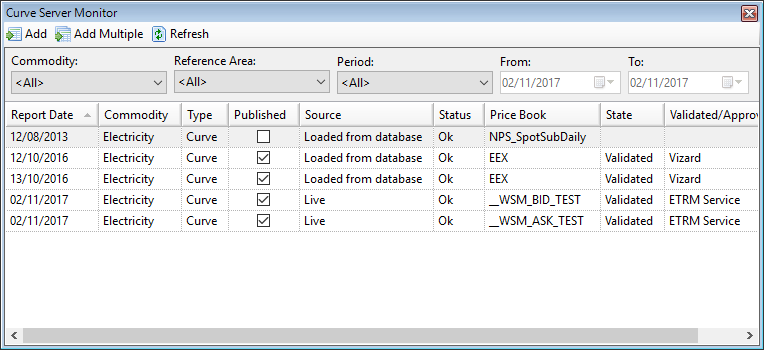 Curve Server Monitor
Add Add Multiple Refresh
Commodity: Reference Area: Period: From: To:
<All> <All> <All> 02/11/2017 02/11/2017
Report Date Commodity Type Published Source Status Price Book State Validated/Approv
12/08/2013 Electricity Curve Loaded from database Ok NPS_SpotSubDaily
12/10/2016 Electricity Curve Loaded from database Ok EEX Validated Vizard
13/10/2016 Electricity Curve Loaded from database Ok EEX Validated Vizard
02/11/2017 Electricity Curve Live Ok __WSM_BID_TEST Validated ETRM Service
02/11/2017 Electricity Curve Live Ok __WSM_ASK_TEST Validated ETRM Service